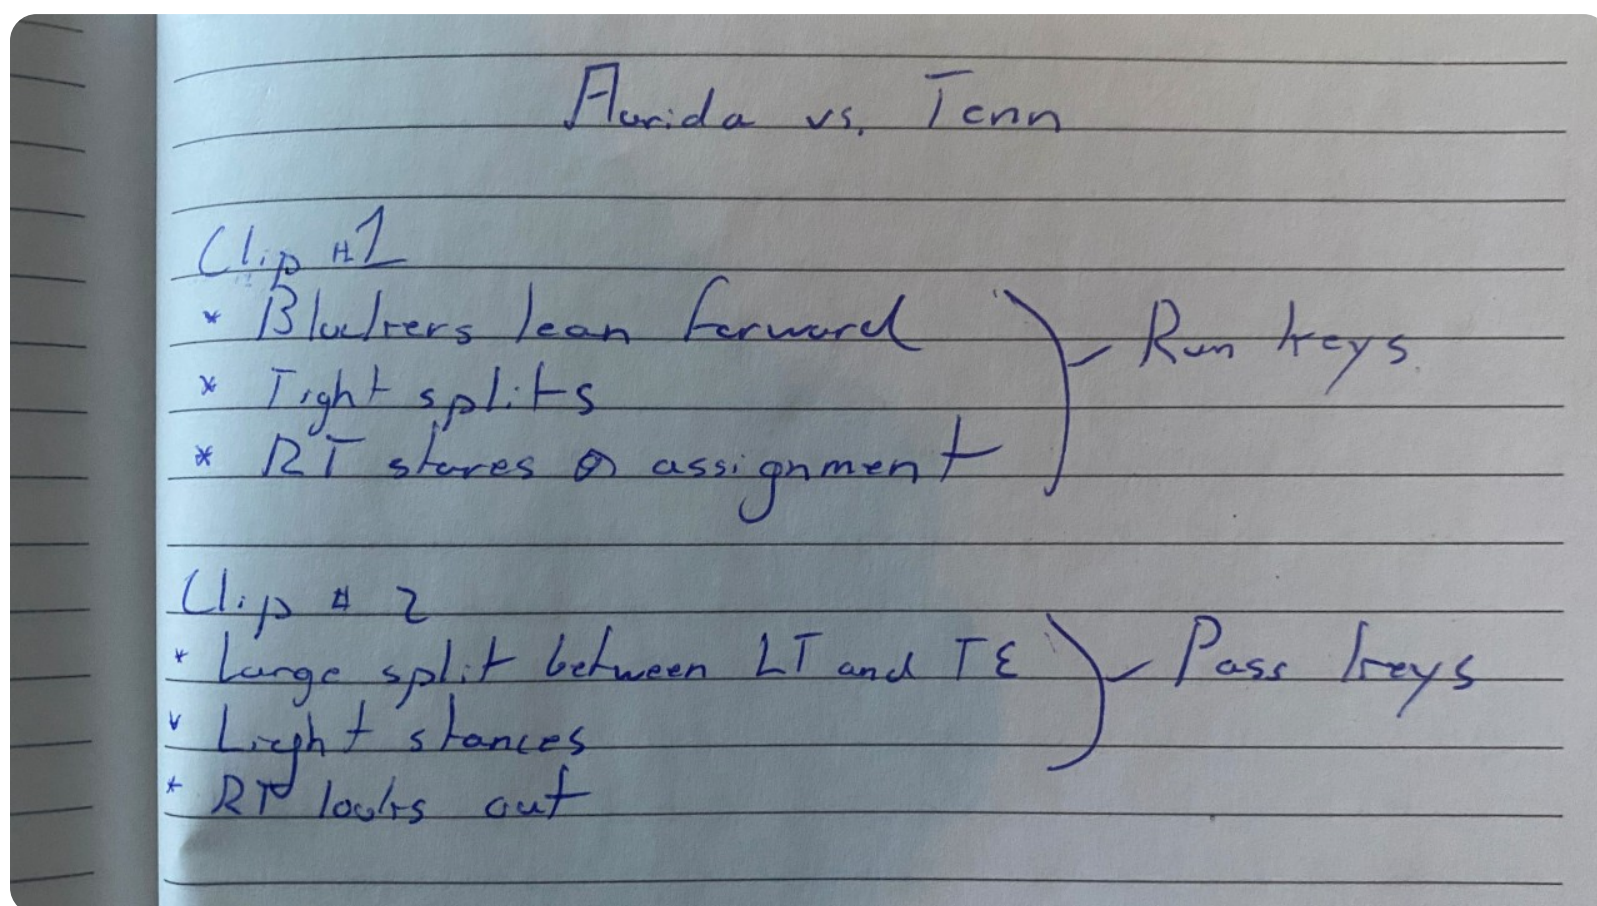 Florida vs. Tenn
Clip #1
* Blockers lean forward
* Tight splits
* RT stares @ assignment
Run keys
Clip # 2
* Large split between LT and TE
* Light stances
* RT looks out
Pass keys